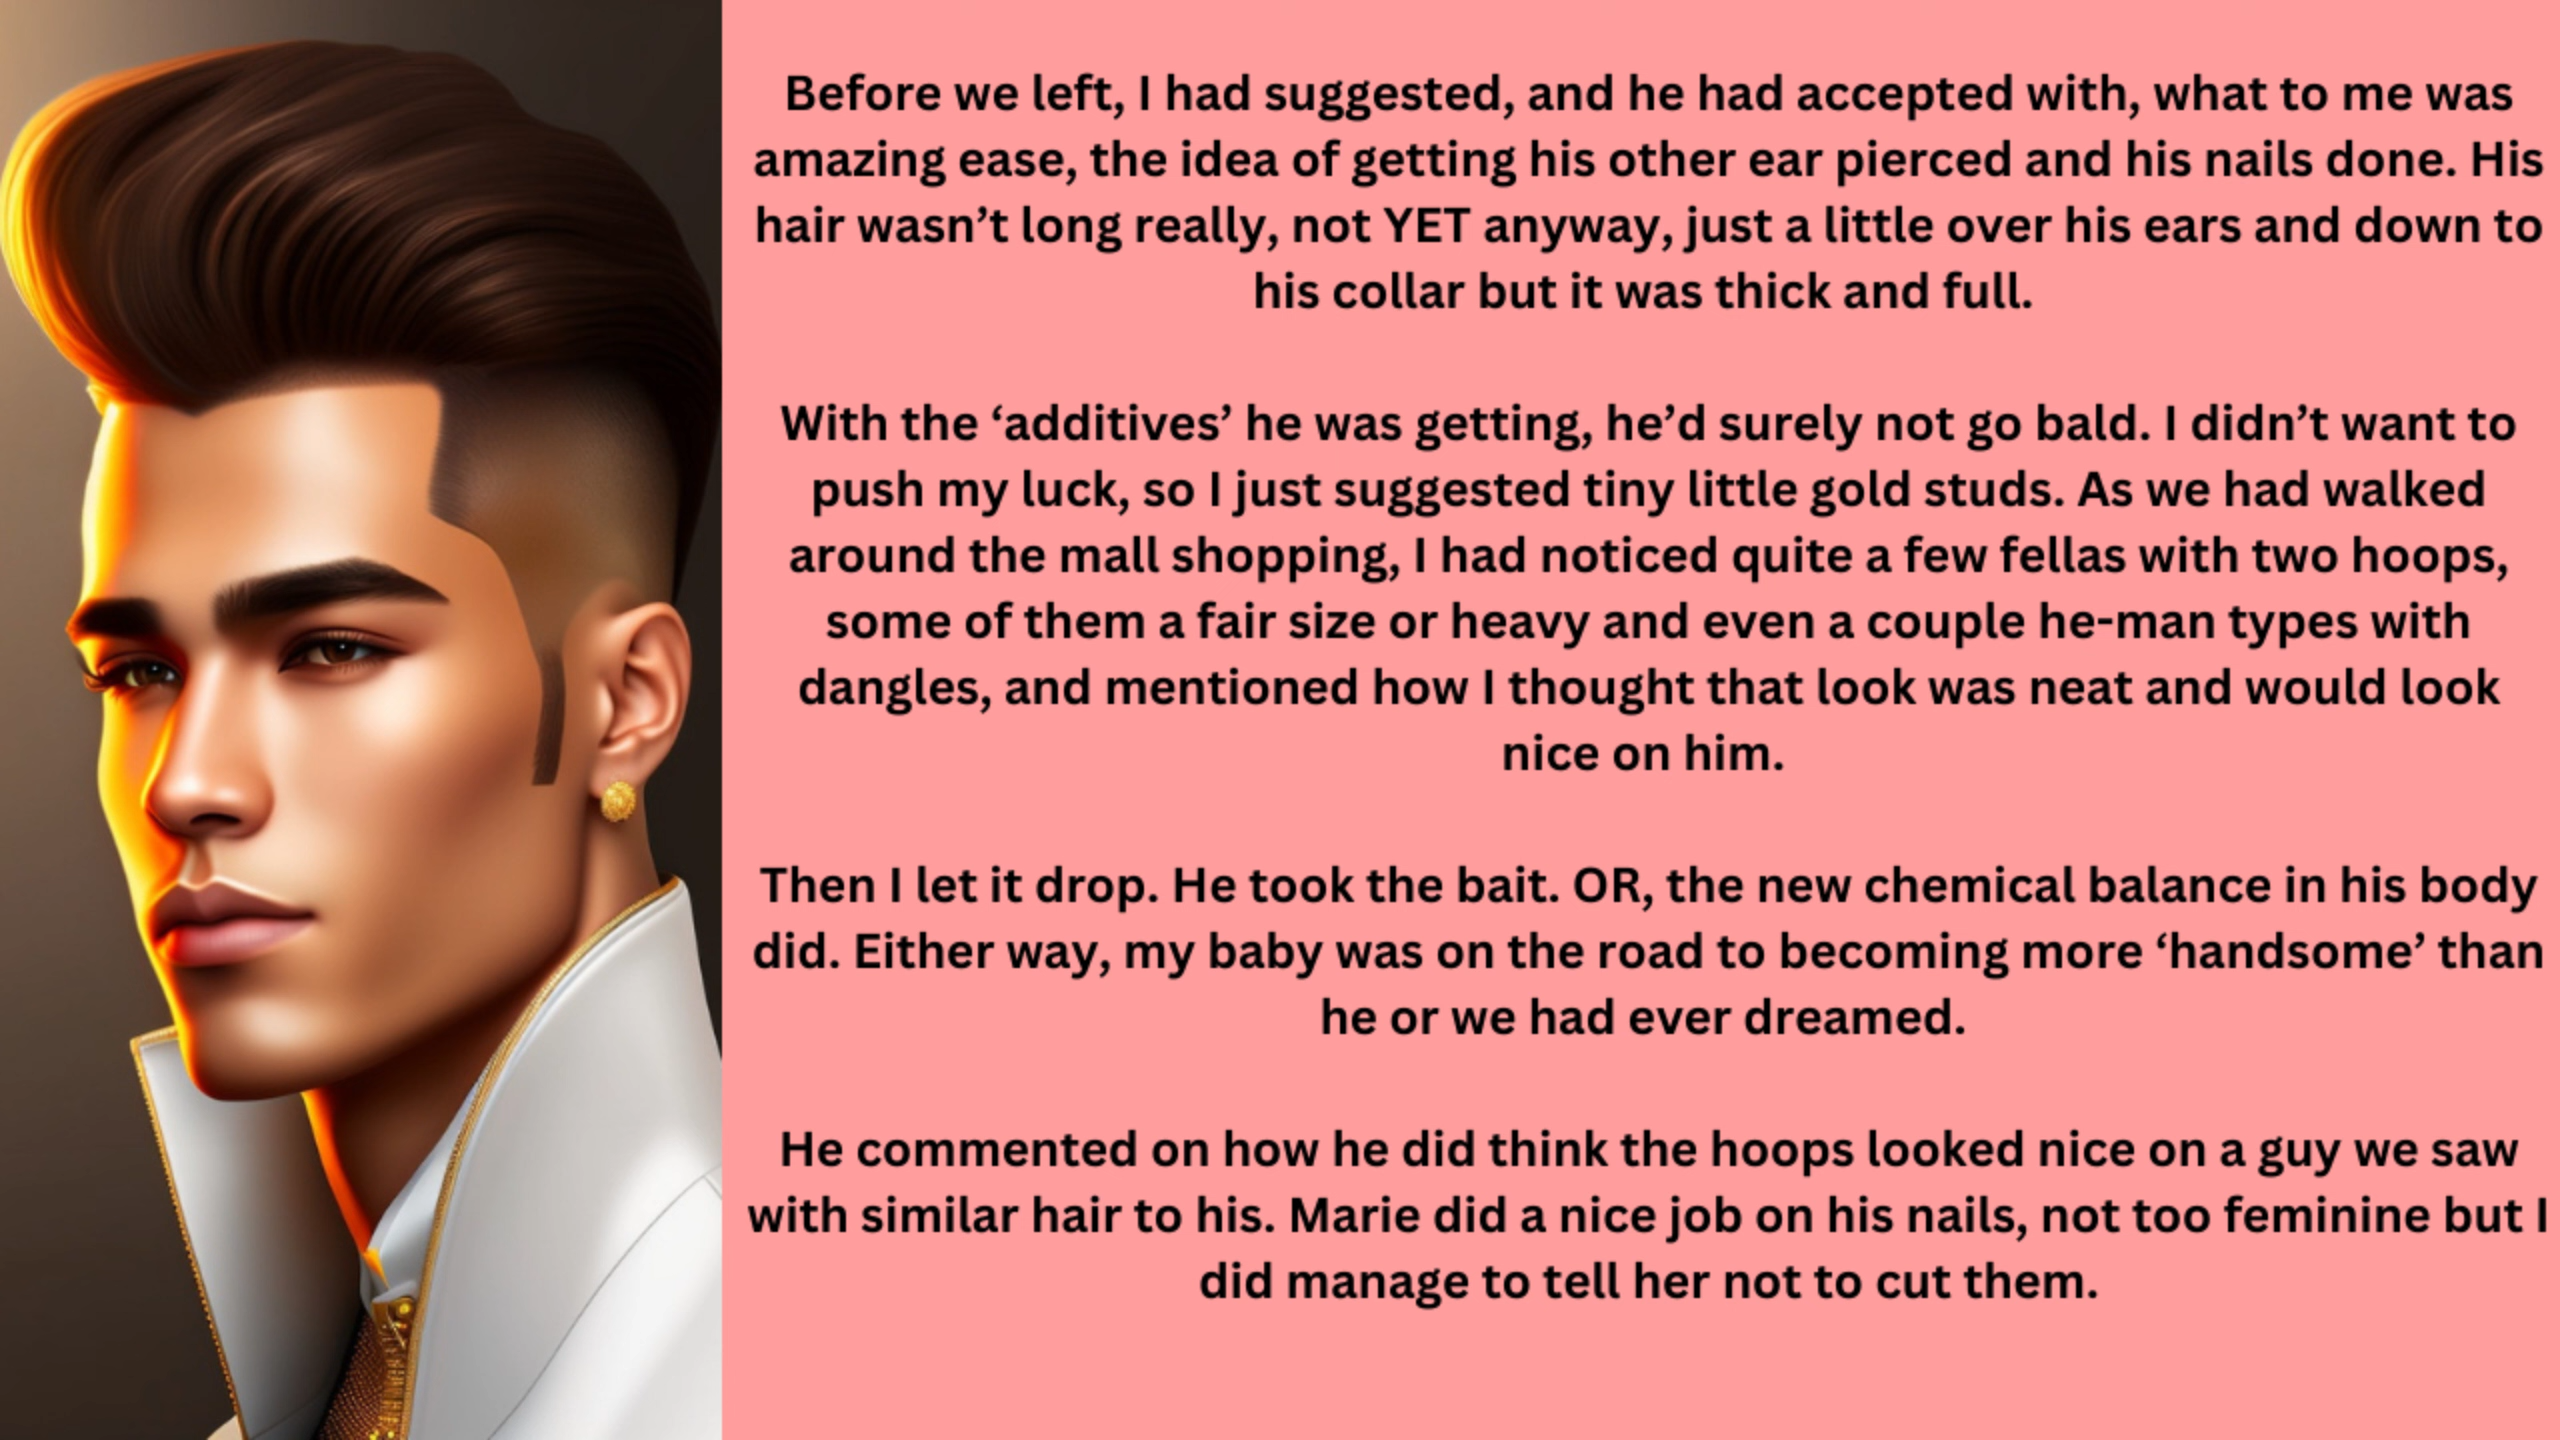 Before we left, I had suggested, and he had accepted with, what to me was
amazing ease, the idea of getting his other ear pierced and his nails done. His
hair wasn’t long really, not YET anyway, just a little over his ears and down to
his collar but it was thick and full.
With the ‘additives’ he was getting, he’d surely not go bald. I didn’t want to
push my luck, so I just suggested tiny little gold studs. As we had walked
around the mall shopping, I had noticed quite a few fellas with two hoops,
some of them a fair size or heavy and even a couple he-man types with
dangles, and mentioned how I thought that look was neat and would look
nice on him.
Then I let it drop. He took the bait. OR, the new chemical balance in his body
did. Either way, my baby was on the road to becoming more ‘handsome’ than
he or we had ever dreamed.
He commented on how he did think the hoops looked nice on a guy we saw
with similar hair to his. Marie did a nice job on his nails, not too feminine but I
did manage to tell her not to cut them.